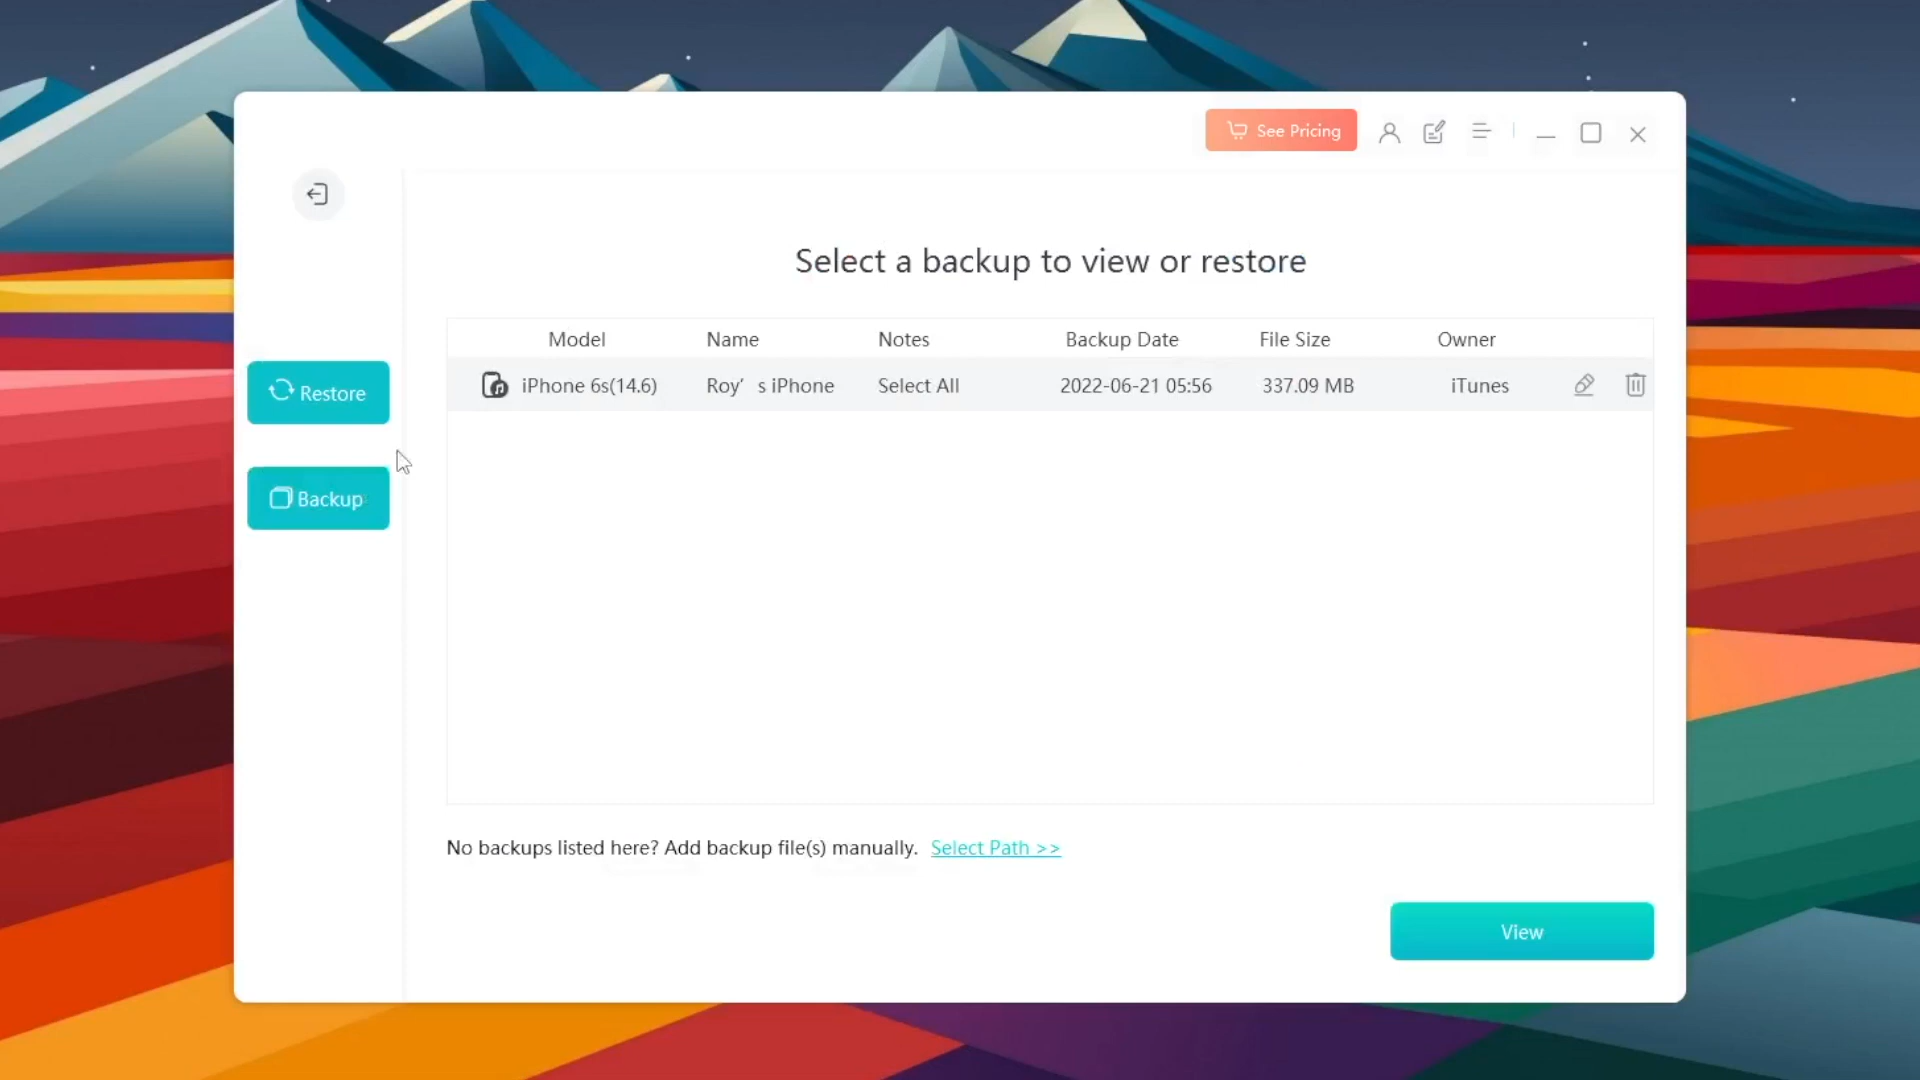 See Pricing
Select a backup to view or restore
Model Name Notes Backup Date File Size Owner
iPhone 6s(14.6) Roy’s iPhone Select All 2022-06-21 05:56 337.09 MB iTunes
Restore
Backup
No backups listed here? Add backup file(s) manually. Select Path >>
View